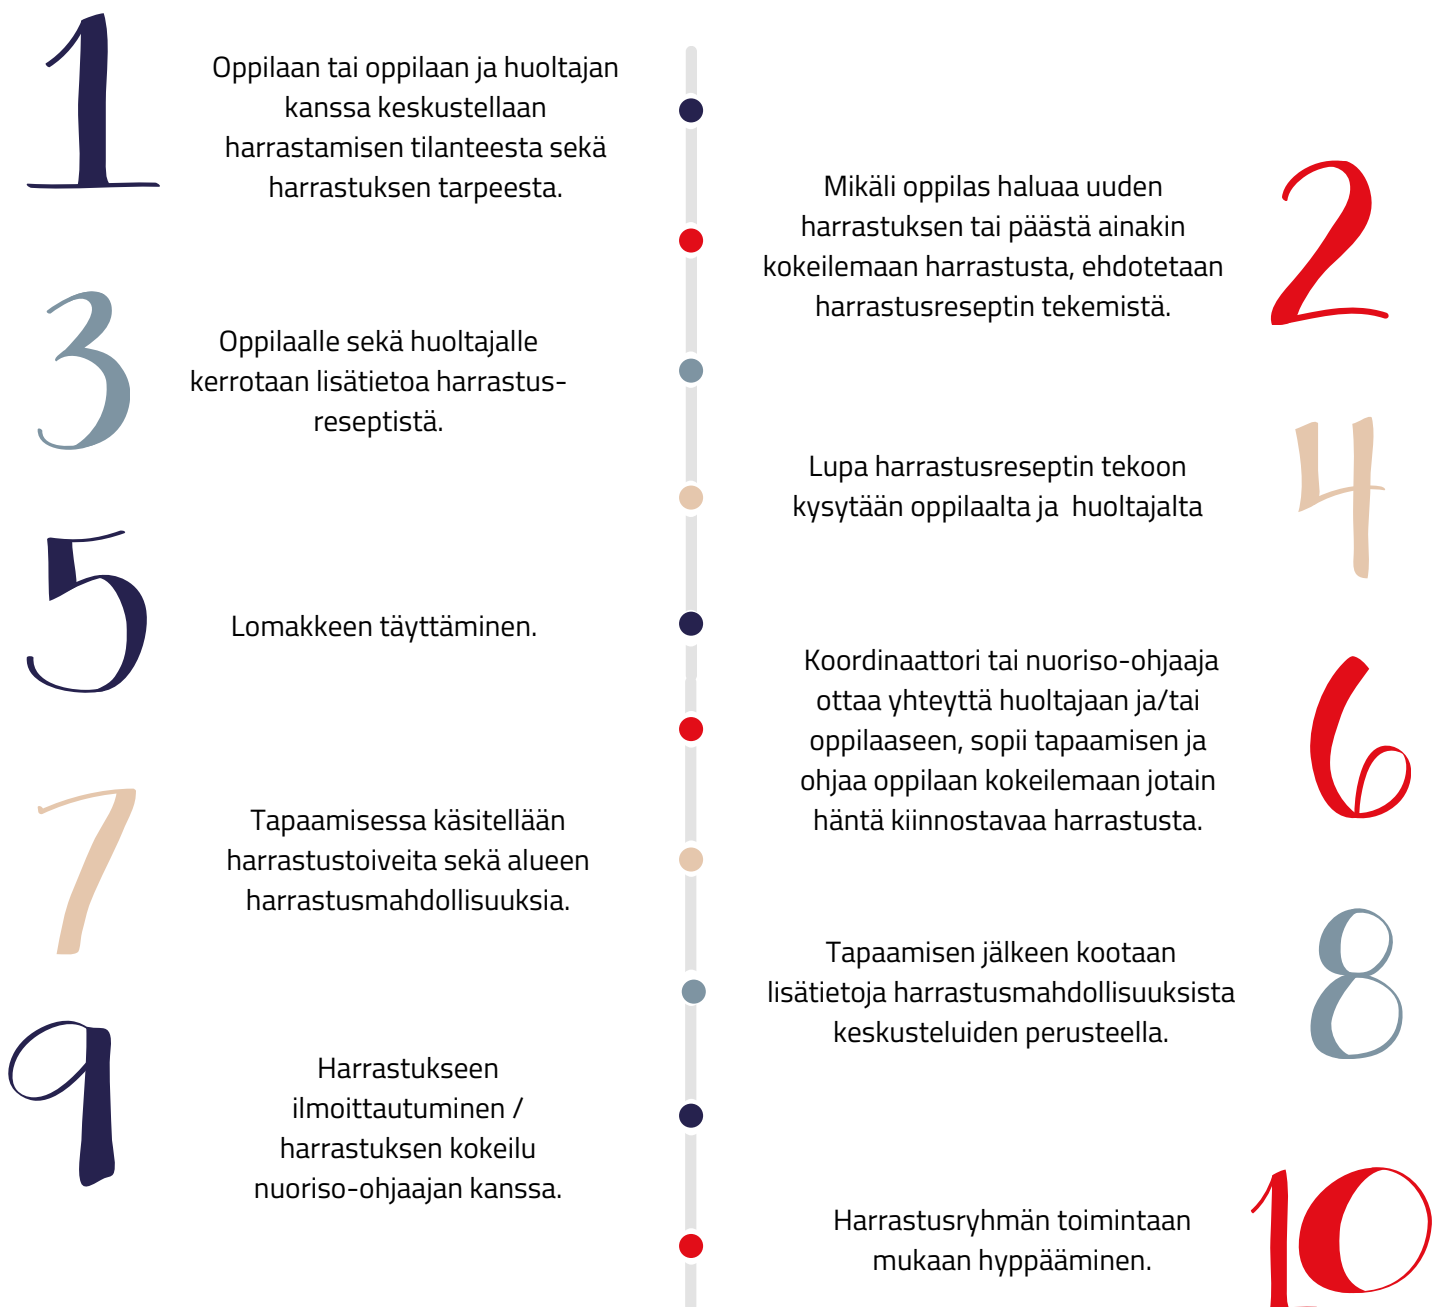 1
Oppilaan tai oppilaan ja huoltajan
kanssa keskustellaan
harrastamisen tilanteesta sekä
harrastuksen tarpeesta.
2
Mikäli oppilas haluaa uuden
harrastuksen tai päästä ainakin
kokeilemaan harrastusta, ehdotetaan
harrastusreseptin tekemistä.
3
Oppilaalle sekä huoltajalle
kerrotaan lisätietoa harrastus-
reseptistä.
4
Lupa harrastusreseptin tekoon
kysytään oppilaalta ja  huoltajalta
5
Lomakkeen täyttäminen.
6
Koordinaattori tai nuoriso-ohjaaja
ottaa yhteyttä huoltajaan ja/tai
oppilaaseen, sopii tapaamisen ja
ohjaa oppilaan kokeilemaan jotain
häntä kiinnostavaa harrastusta.
7
Tapaamisessa käsitellään
harrastustoiveita sekä alueen
harrastusmahdollisuuksia.
8
Tapaamisen jälkeen kootaan
lisätietoja harrastusmahdollisuuksista
keskusteluiden perusteella.
9
Harrastukseen
ilmoittautuminen /
harrastuksen kokeilu
nuoriso-ohjaajan kanssa.
10
Harrastusryhmän toimintaan
mukaan hyppääminen.